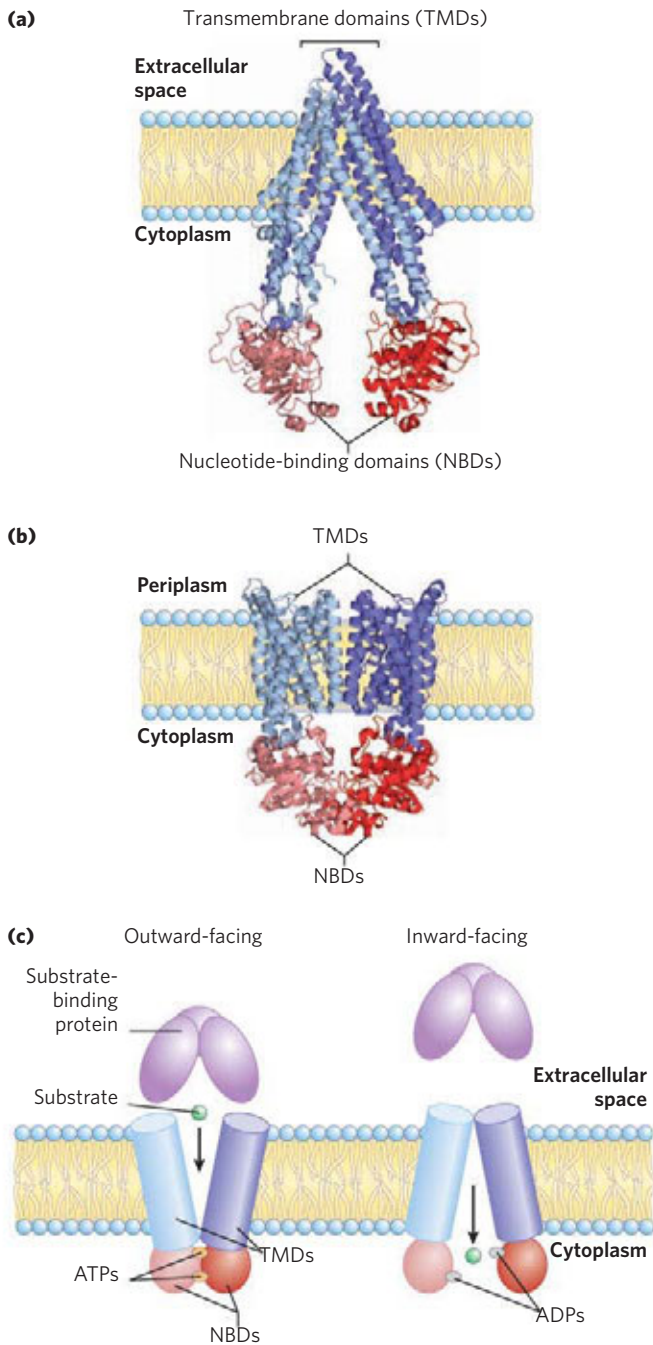 (a)
Transmembrane domains (TMDs)
Extracellular
space
Cytoplasm
Nucleotide-binding domains (NBDs)
(b)
TMDs
Periplasm
Cytoplasm
NBDs
(c)
Outward-facing
Inward-facing
Substrate-
binding
protein
Substrate
Extracellular
space
TMDs
Cytoplasm
ATPs
ADPs
NBDs